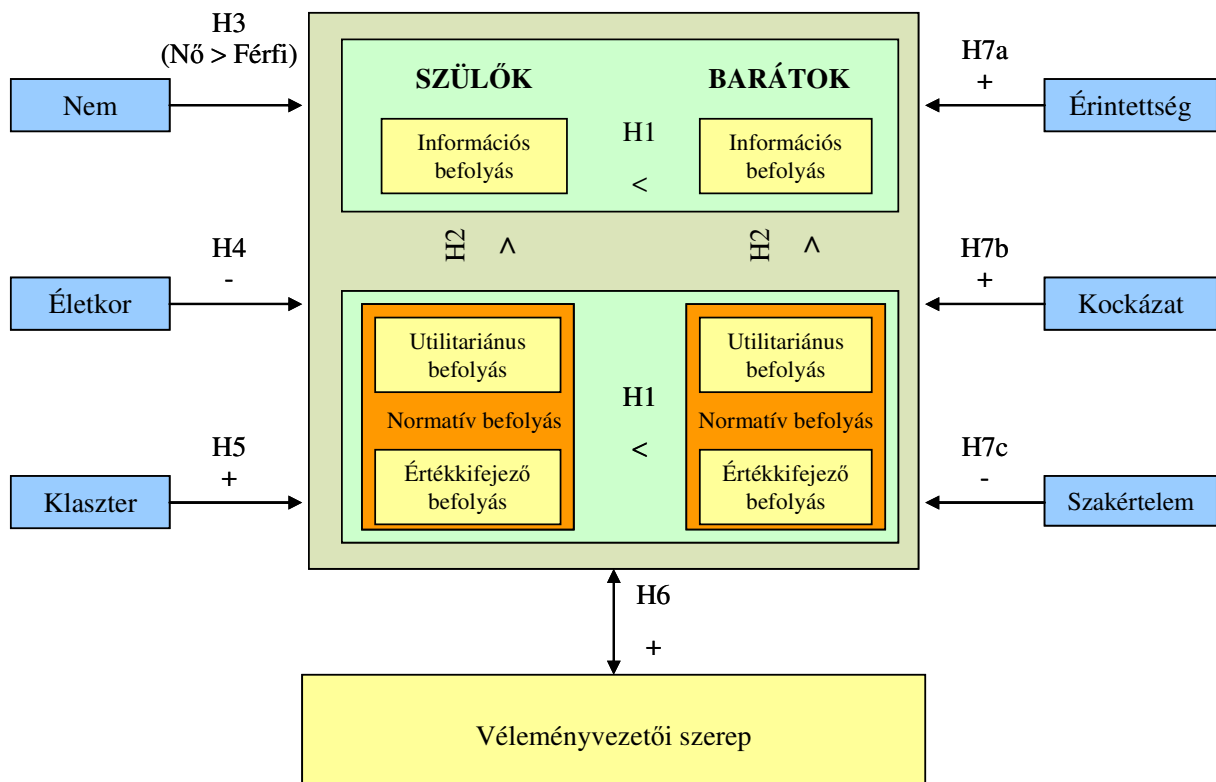 H3
(Nő > Férfi)
Nem
SZÜLŐK
BARÁTOK
H7a
+
Érintettség
Információs
befolyás
H1
<
Információs
befolyás
H4
-
Életkor
H2
<
H2
<
H7b
+
Kockázat
Utilitariánus
befolyás
Normatív befolyás
Értékkifejező
befolyás
H1
<
Utilitariánus
befolyás
Normatív befolyás
Értékkifejező
befolyás
H5
+
Klaszter
H7c
-
Szakértelem
H6
+
Véleményvezetői szerep